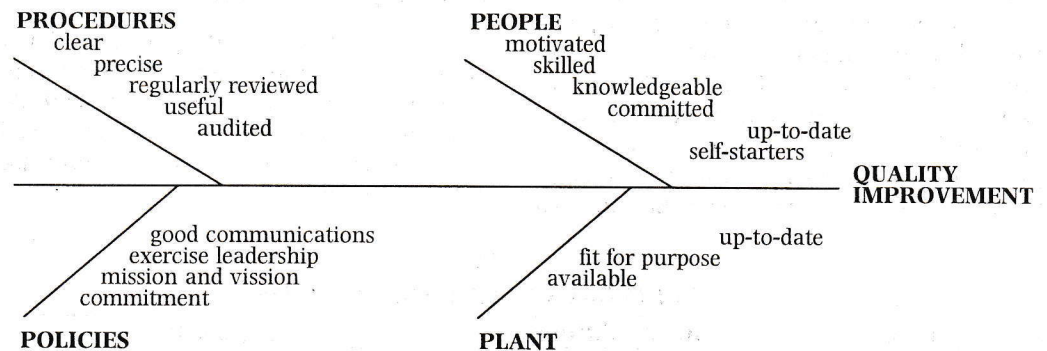 PROCEDURES
clear
precise
regularly reviewed
useful
audited
PEOPLE
motivated
skilled
knowledgeable
committed
up-to-date
self-starters
QUALITY
IMPROVEMENT
good communications
exercise leadership
mission and vission
commitment
POLICIES
up-to-date
fit for purpose
available
PLANT